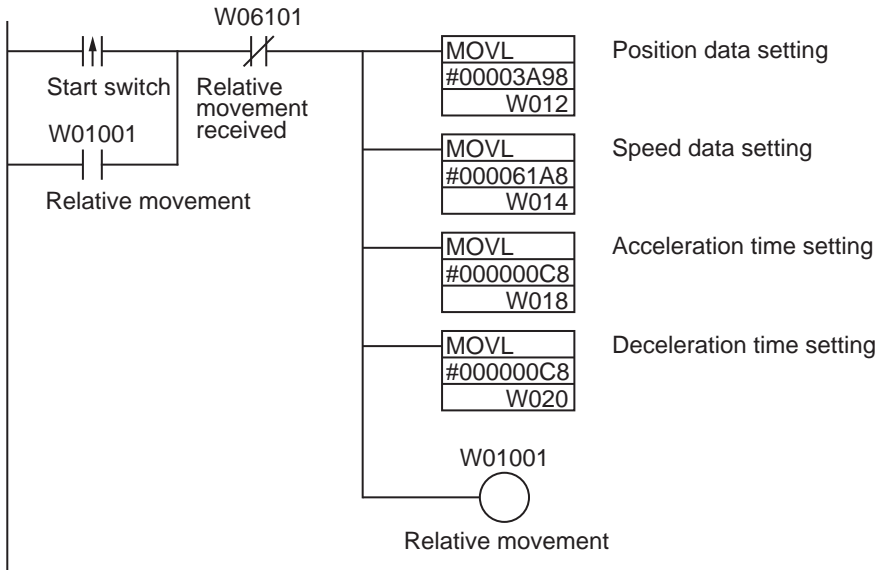 W06101
Start switch
Relative
movement
received
W01001
Relative movement
MOVL
#00003A98
W012
Position data setting
MOVL
#000061A8
W014
Speed data setting
MOVL
#000000C8
W018
Acceleration time setting
MOVL
#000000C8
W020
Deceleration time setting
W01001
Relative movement